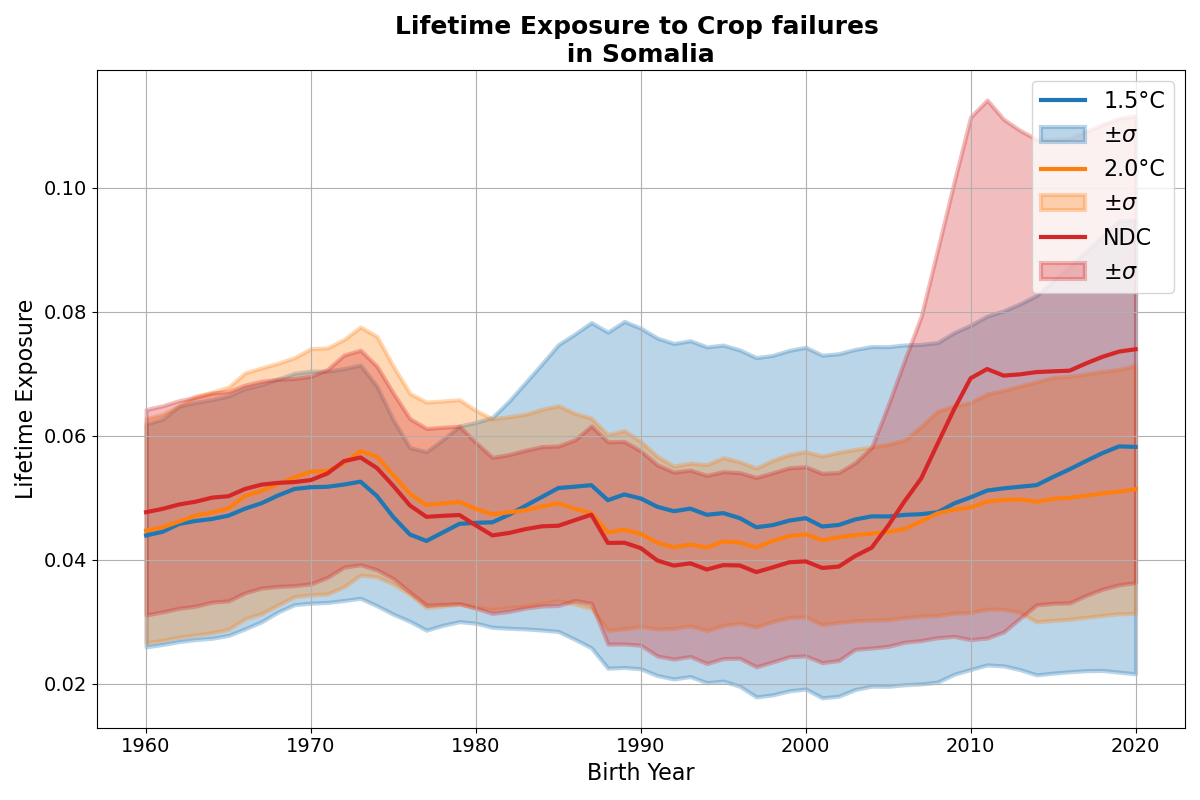 Lifetime Exposure to Crop failures
in Somalia
Lifetime Exposure
0.10
0.08
0.06
0.04
0.02
1.5°C
±σ
2.0°C
±σ
NDC
±σ
1960 1970 1980 1990 2000 2010 2020
Birth Year